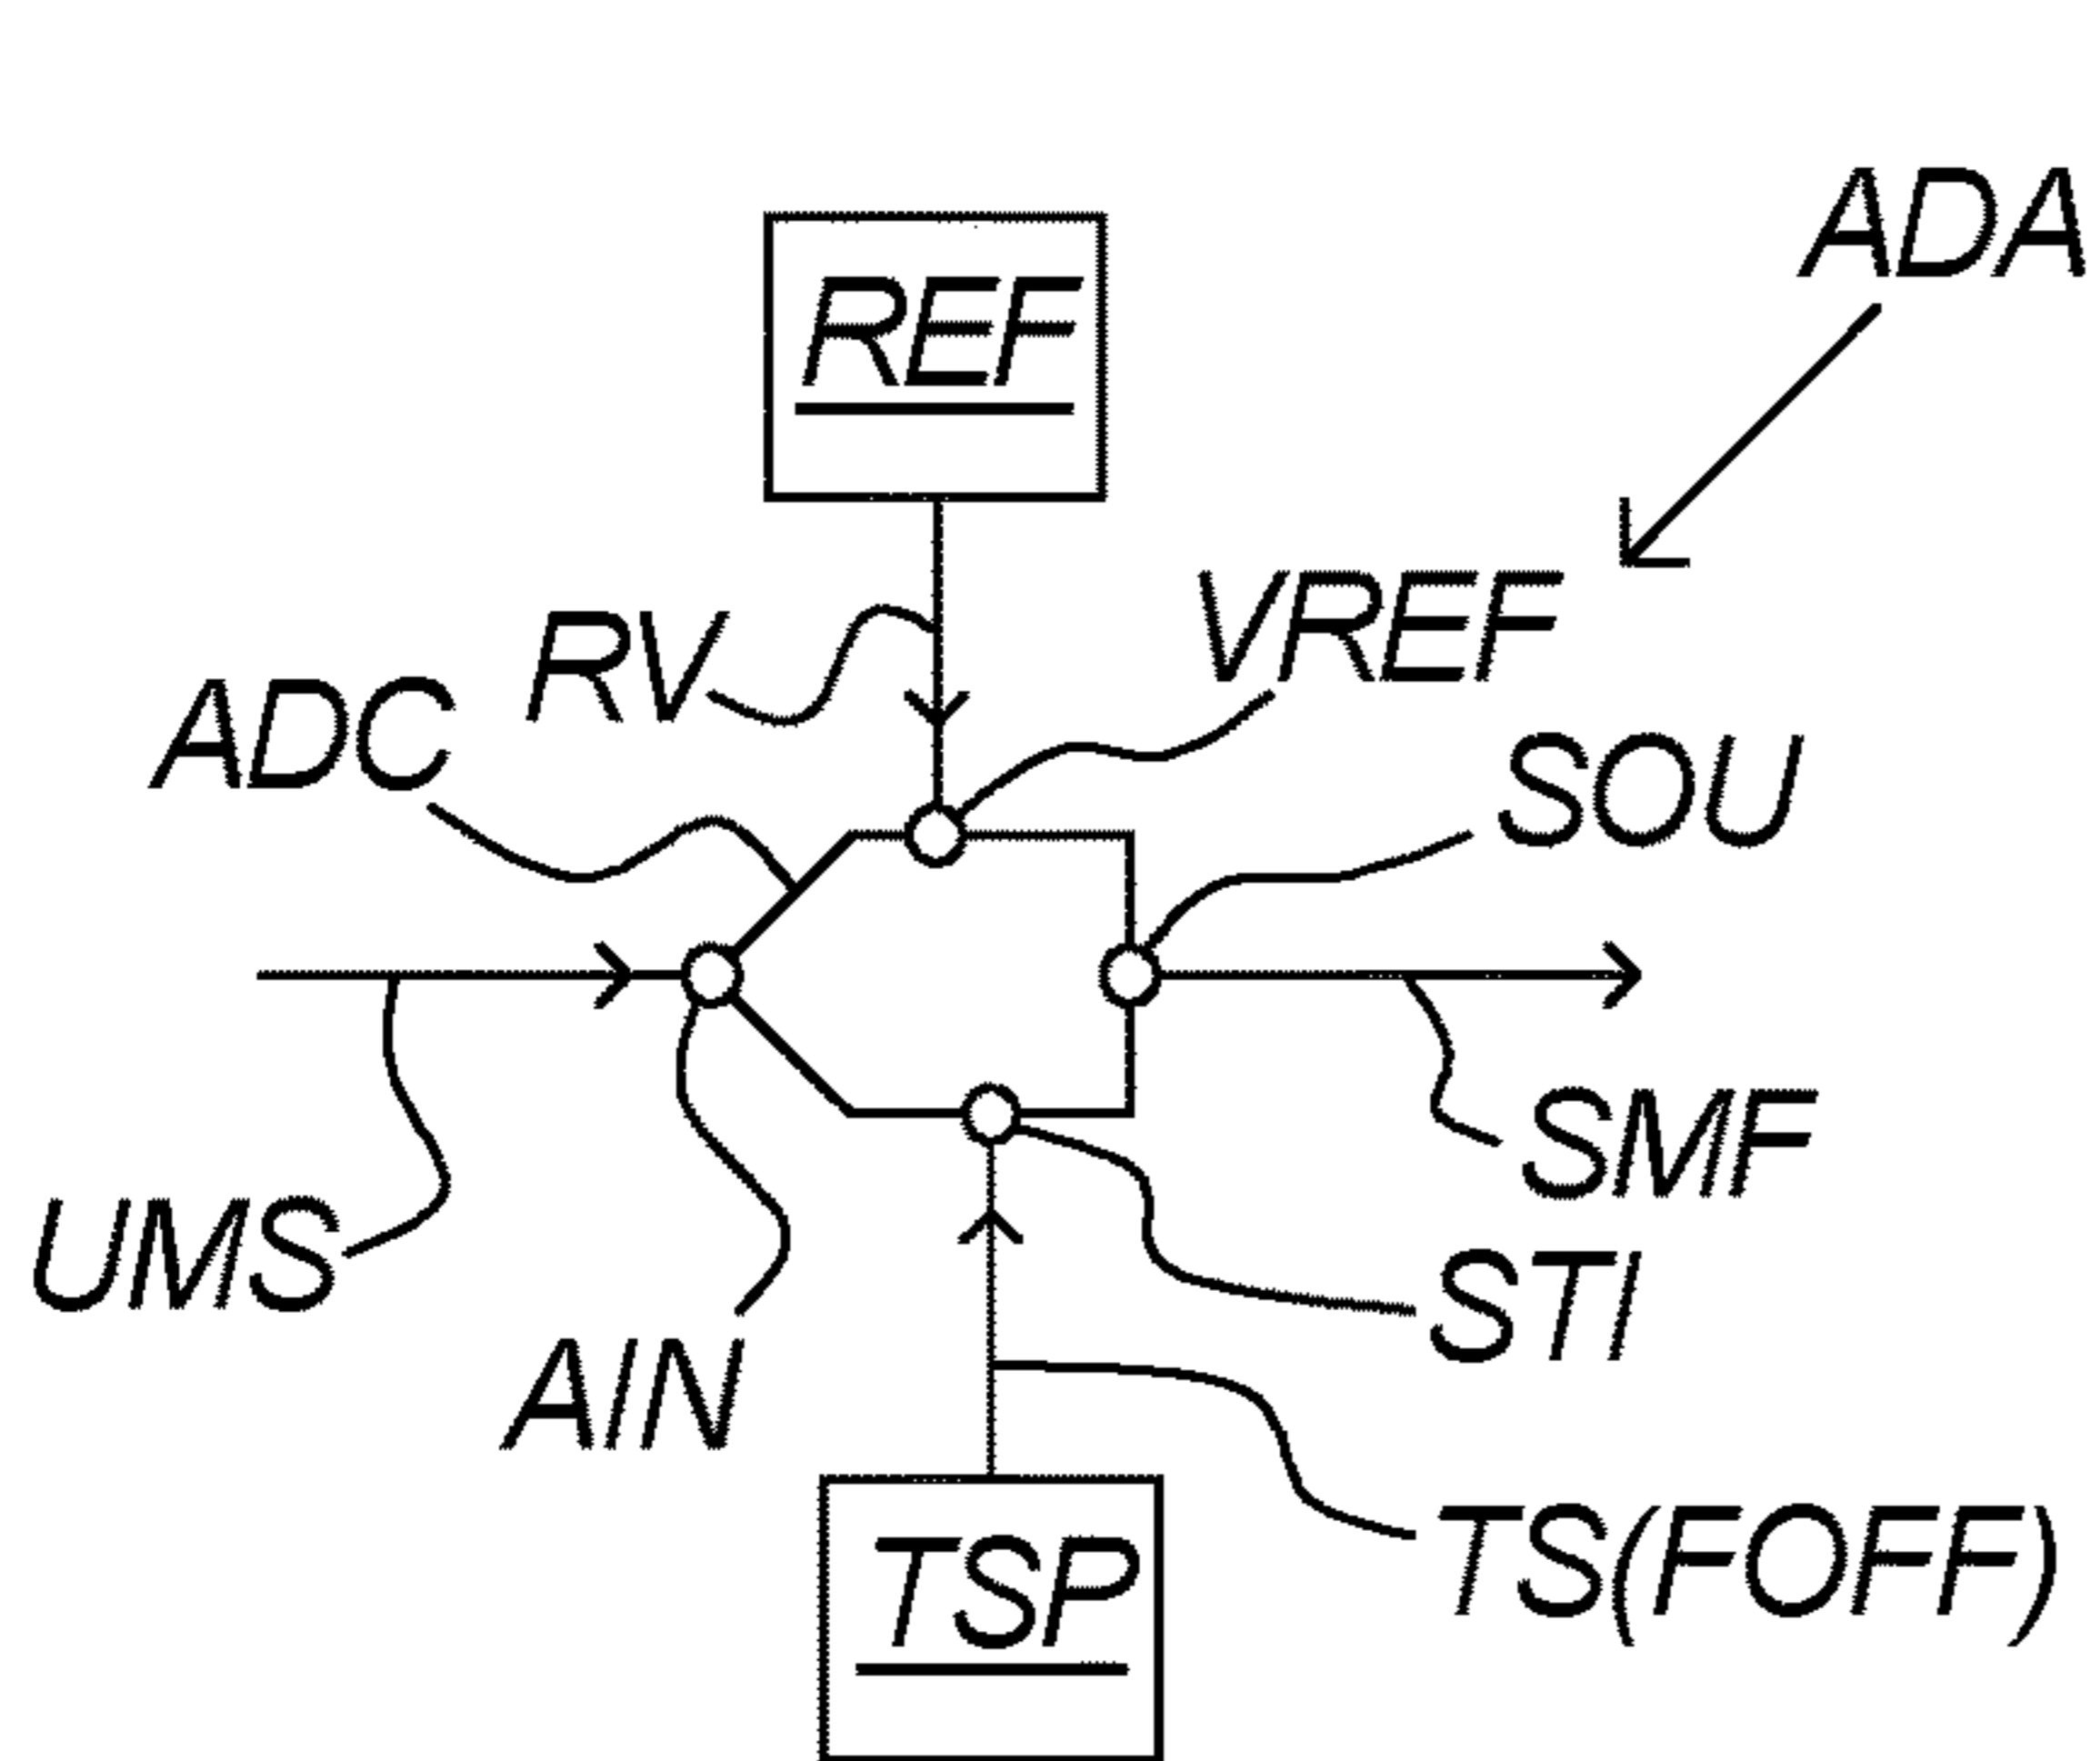 ADA
REF
RV
VREF
ADC
SOU
SMF
UMS
STI
AIN
TS(FOFF)
TSP